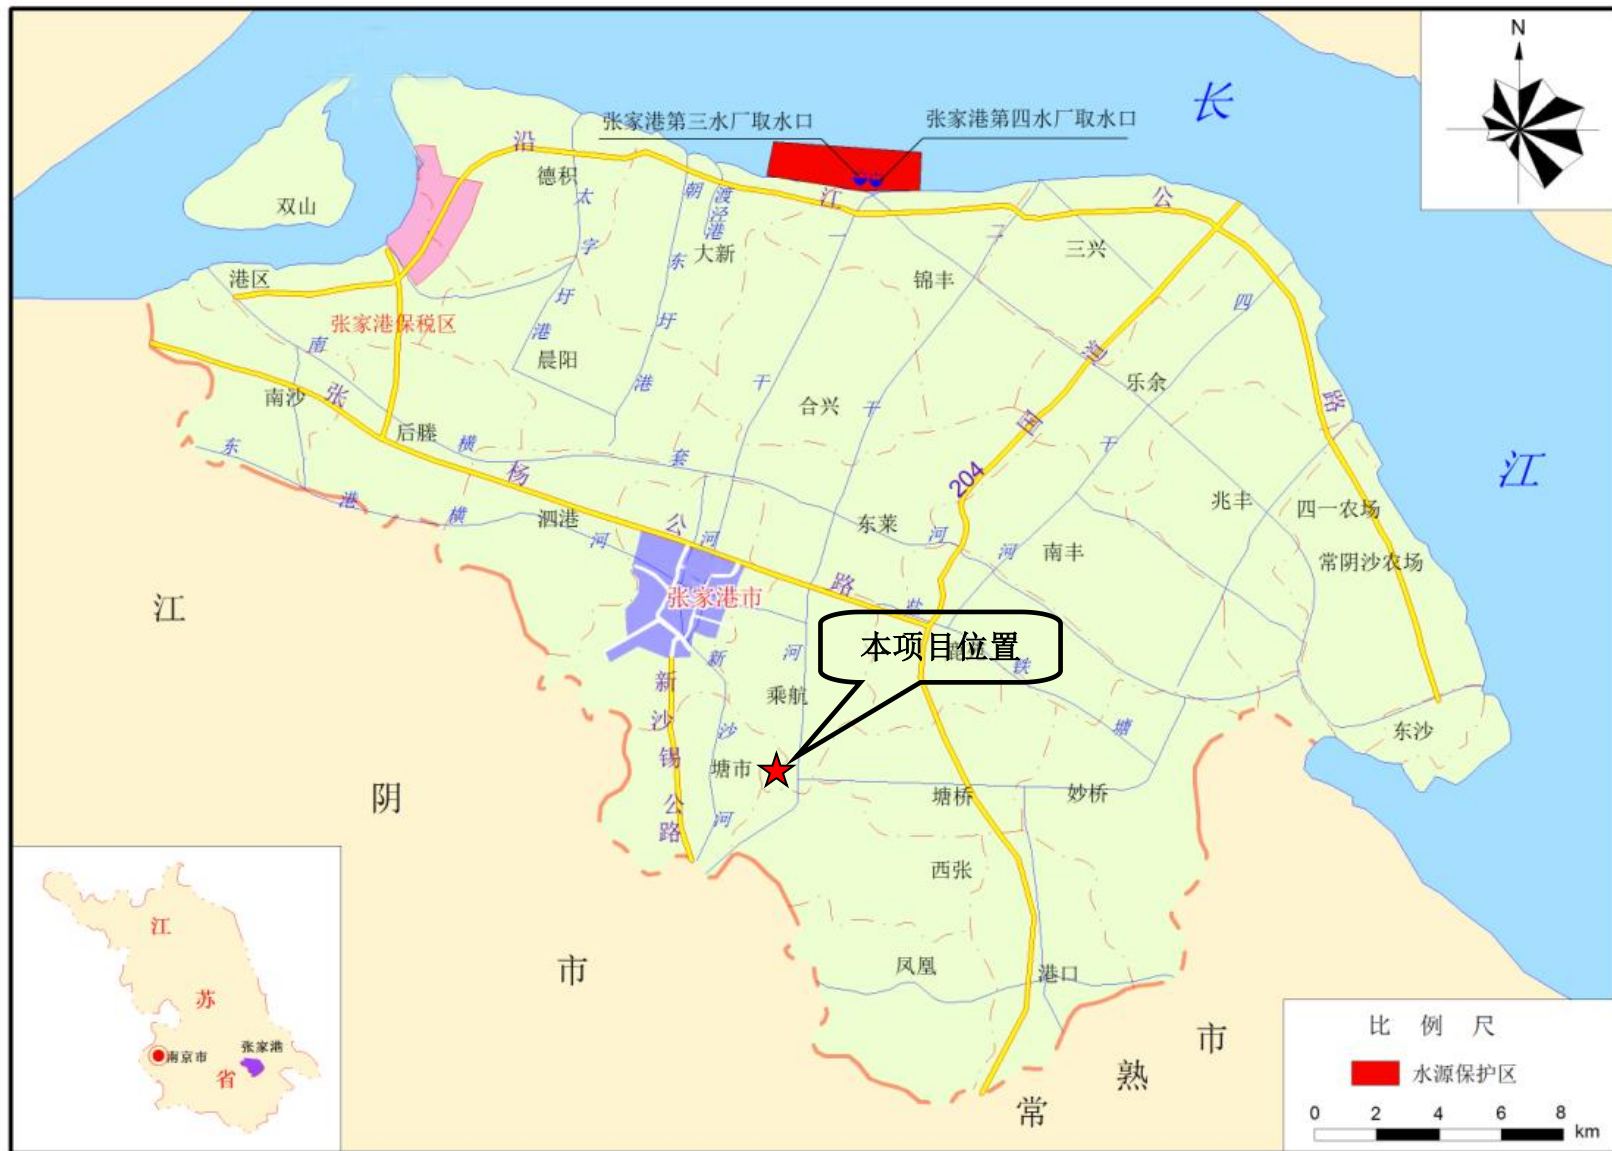 N
长
江
张家港第三水厂取水口
张家港第四水厂取水口
沿
江
公
路
双山
德积
太
字
圩
港
朝
东
圩
港
渡
泾
港
大新
一
干
河
二
干
河
三兴
锦丰
四
干
河
港区
张家港保税区
南
横
套
河
晨阳
204
国
道
乐余
南沙
张
杨
公
路
后塍
合兴
东
港
横
河
泗港
东莱
兆丰
四一农场
南丰
常阴沙农场
张家港市
盐
铁
塘
本项目位置
新
沙
河
乘航
新
沙
锡
公
路
塘市
东沙
塘桥
妙桥
西张
凤凰
港口
江
阴
市
常
熟
市
江
苏
省
南京市
张家港
比 例 尺
水源保护区
0 2 4 6 8
km